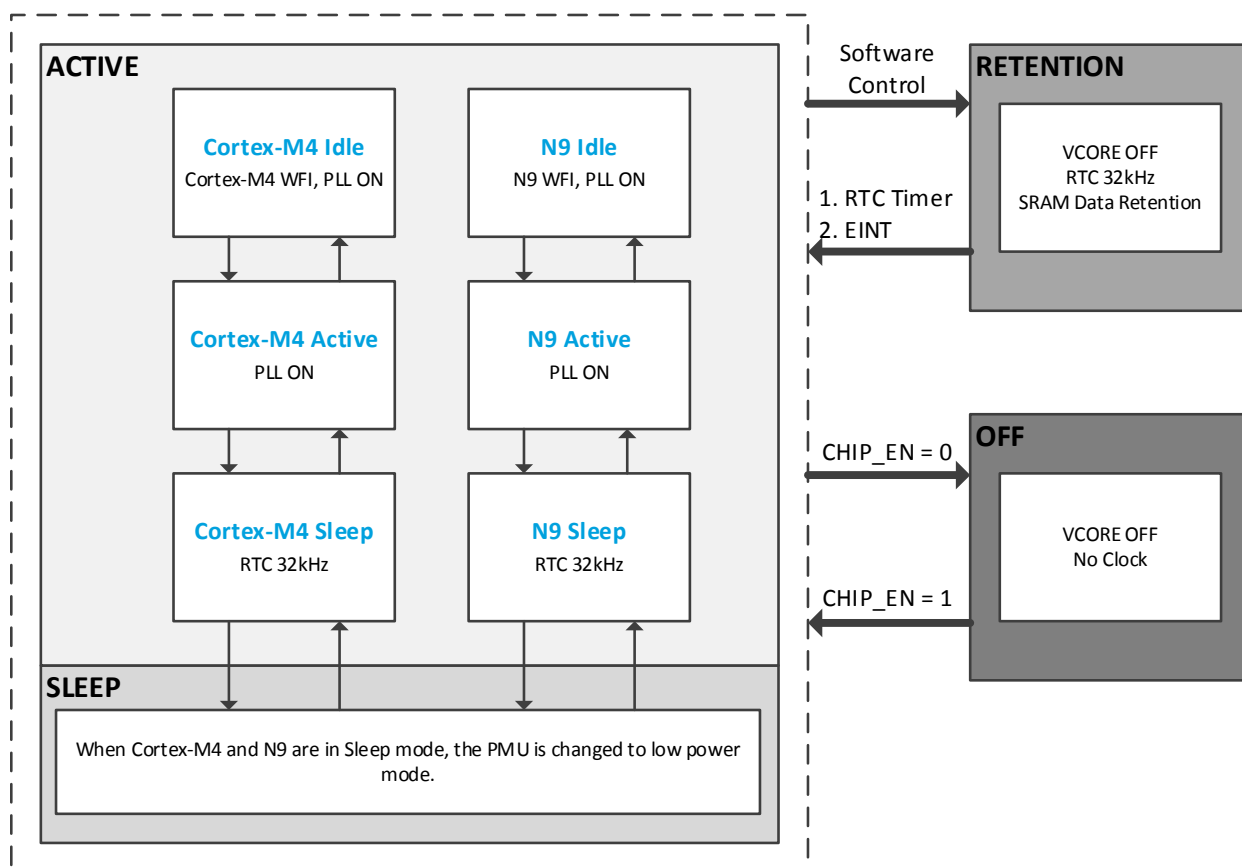 ACTIVE
Cortex-M4 Idle
Cortex-M4 WFI, PLL ON
N9 Idle
N9 WFI, PLL ON
Cortex-M4 Active
PLL ON
N9 Active
PLL ON
Cortex-M4 Sleep
RTC 32kHz
N9 Sleep
RTC 32kHz
SLEEP
When Cortex-M4 and N9 are in Sleep mode, the PMU is changed to low power
mode.
Software
Control
1. RTC Timer
2. EINT
RETENTION
VCORE OFF
RTC 32kHz
SRAM Data Retention
CHIP_EN = 0
CHIP_EN = 1
OFF
VCORE OFF
No Clock